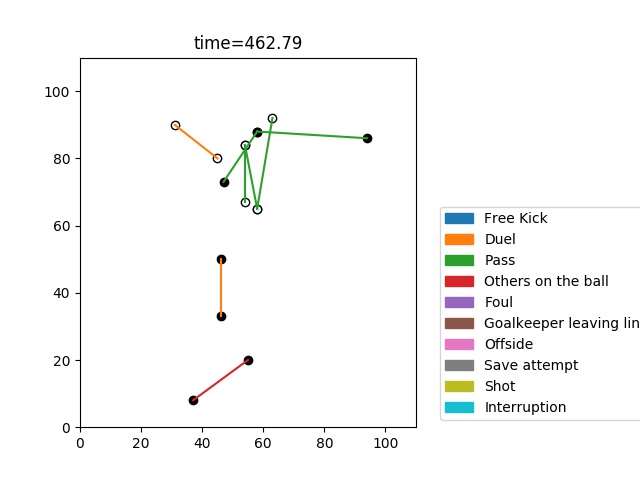 time=462.79
100
80
60
40
20
0
0 20 40 60 80 100
Free Kick
Duel
Pass
Others on the ball
Foul
Goalkeeper leaving lin
Offside
Save attempt
Shot
Interruption